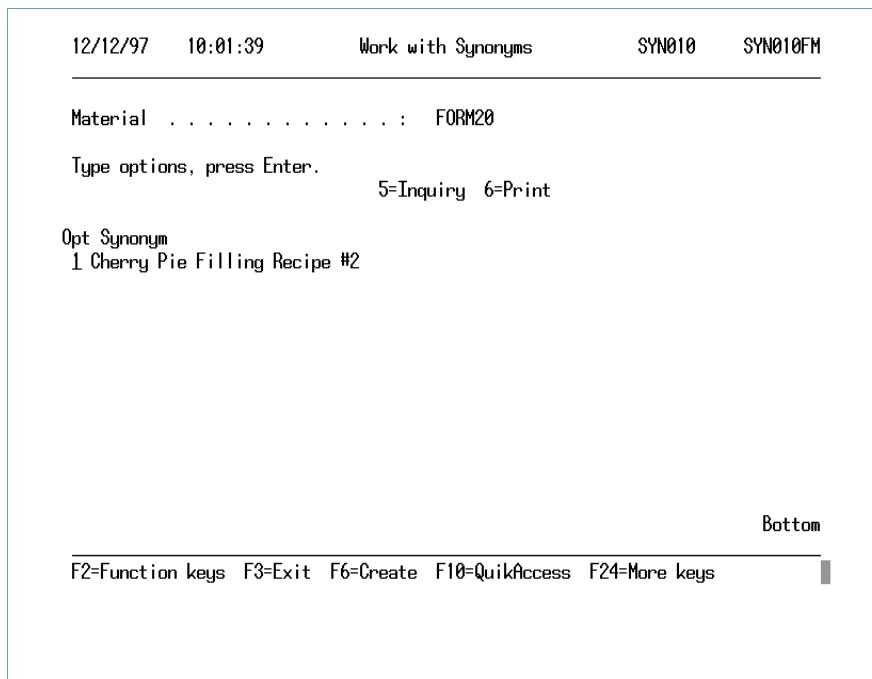 12/12/97 10:01:39 Work with Synonyms SYN010 SYN010FM
Material . . . . . . . . . . . . . : FORM20
Type options, press Enter.
5=Inquiry 6=Print
Opt Synonym
1 Cherry Pie Filling Recipe #2
Bottom
F2=Function keys F3=Exit F6=Create F10=QuikAccess F24=More keys